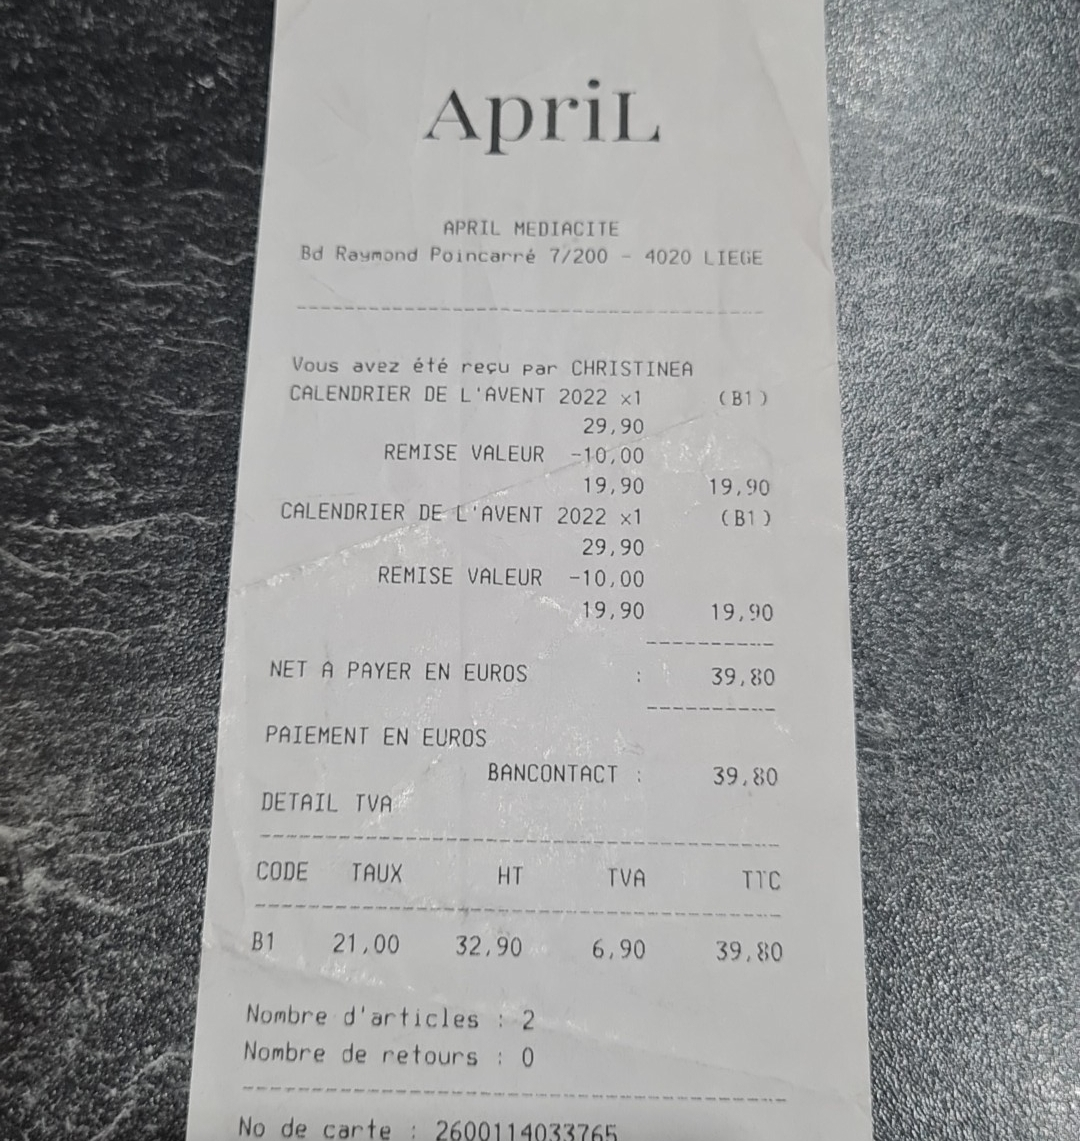 ApriL
APRIL MEDIACITE
Bd Raymond Poincarré 7/200 - 4020 LIEGE
Vous avez été reçu par CHRISTINEA
CALENDRIER DE L'AVENT 2022 x1 (B1)
29,90
REMISE VALEUR -10,00
19,90 19,90
CALENDRIER DE L'AVENT 2022 x1 (B1)
29,90
REMISE VALEUR -10,00
19,90 19,90
NET A PAYER EN EUROS : 39,80
PAIEMENT EN EUROS
BANCONTACT : 39,80
DETAIL TVA
CODE TAUX HT TVA TTC
B1 21,00 32,90 6,90 39,80
Nombre d'articles : 2
Nombre de retours : 0
No de carte : 2600114033765